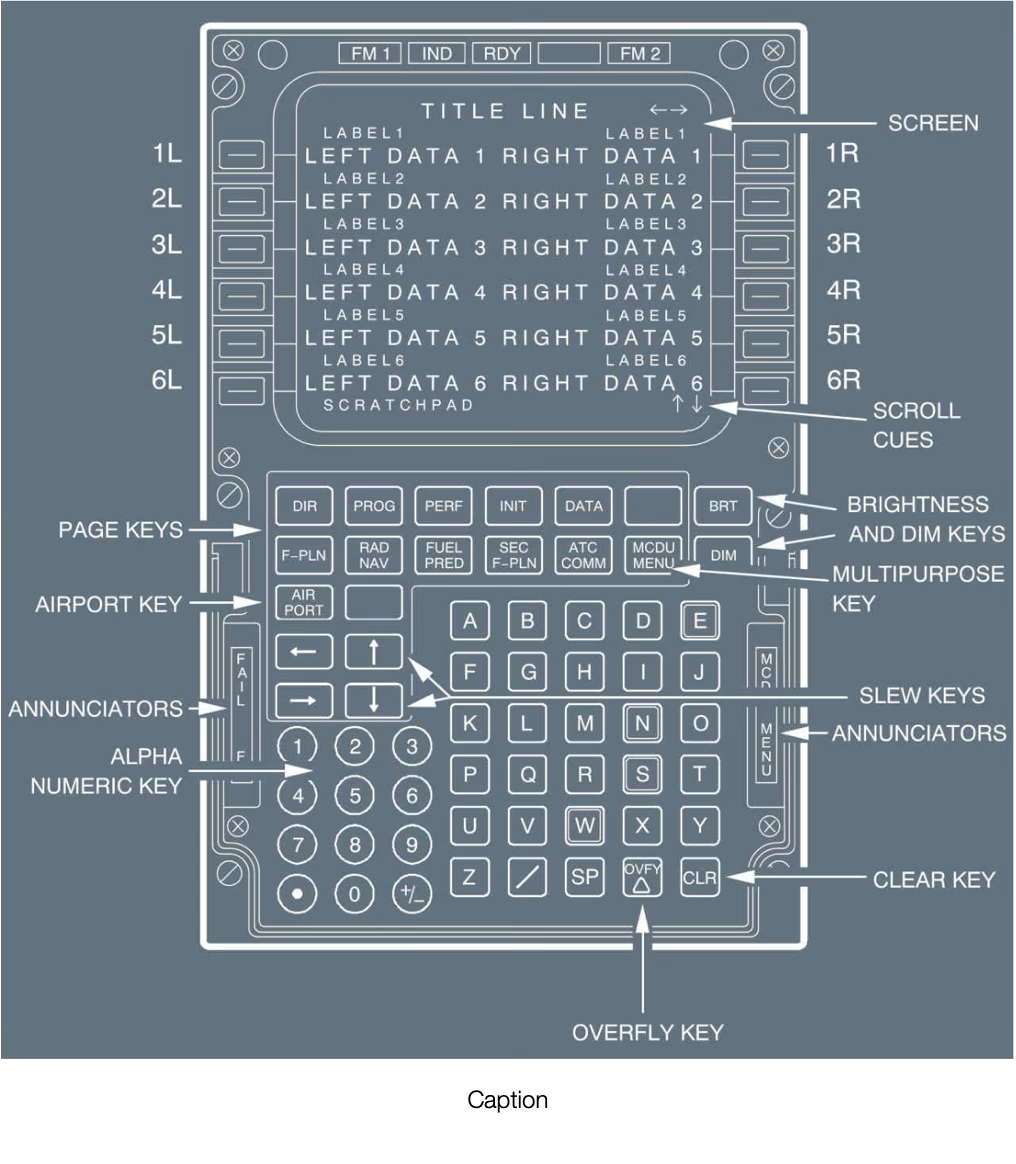 FM 1 IND RDY FM 2
TITLE LINE ←→
SCREEN
LABEL1 LABEL1
1L LEFT DATA 1 RIGHT DATA 1 1R
LABEL2 LABEL2
2L LEFT DATA 2 RIGHT DATA 2 2R
LABEL3 LABEL3
3L LEFT DATA 3 RIGHT DATA 3 3R
LABEL4 LABEL4
4L LEFT DATA 4 RIGHT DATA 4 4R
LABEL5 LABEL5
5L LEFT DATA 5 RIGHT DATA 5 5R
LABEL6 LABEL6
6L LEFT DATA 6 RIGHT DATA 6 6R
SCRATCHPAD ↑↓
SCROLL
CUES
DIR PROG PERF INIT DATA BRT
BRIGHTNESS
AND DIM KEYS
PAGE KEYS
F-PLN RAD
NAV FUEL
PRED SEC
F-PLN ATC
COMM MCDU
MENU DIM
MULTIPURPOSE
KEY
AIRPORT KEY
AIR
PORT
A B C D E
← ↑
F G H I J
SLEW KEYS
→ ↓
K L M N O
ANNUNCIATORS
FAIL
F
MCD
MENU
ANNUNCIATORS
ALPHA
NUMERIC KEY
1 2 3
P Q R S T
4 5 6
U V W X Y
7 8 9
Z / SP OVFY
△ CLR
CLEAR KEY
• 0 +/-
OVERFLY KEY
Caption